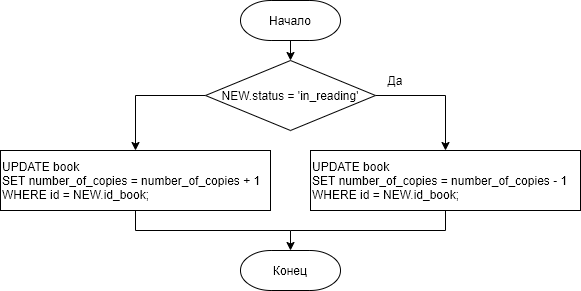 Начало
NEW.status = 'in_reading'
Да
UPDATE book
SET number_of_copies = number_of_copies + 1
WHERE id = NEW.id_book;
UPDATE book
SET number_of_copies = number_of_copies - 1
WHERE id = NEW.id_book;
Конец